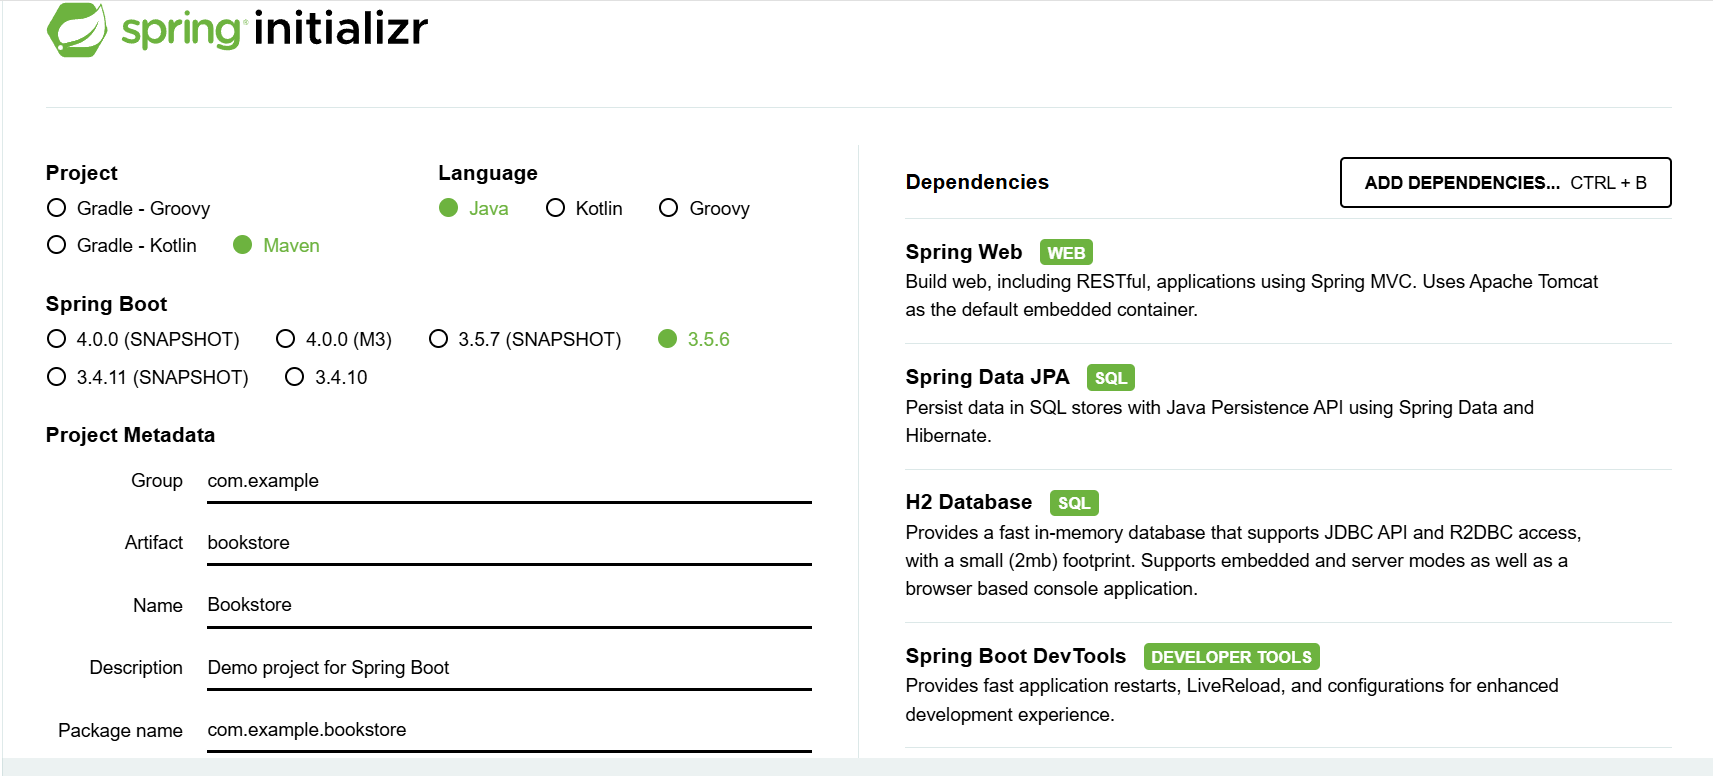 spring initializr
Project
Gradle - Groovy
Gradle - Kotlin Maven
Language
Java Kotlin Groovy
Spring Boot
4.0.0 (SNAPSHOT) 4.0.0 (M3) 3.5.7 (SNAPSHOT) 3.5.6
3.4.11 (SNAPSHOT) 3.4.10
Project Metadata
Group com.example
Artifact bookstore
Name Bookstore
Description Demo project for Spring Boot
Package name com.example.bookstore
Dependencies
ADD DEPENDENCIES... CTRL + B
Spring Web WEB
Build web, including RESTful, applications using Spring MVC. Uses Apache Tomcat
as the default embedded container.
Spring Data JPA SQL
Persist data in SQL stores with Java Persistence API using Spring Data and
Hibernate.
H2 Database SQL
Provides a fast in-memory database that supports JDBC API and R2DBC access,
with a small (2mb) footprint. Supports embedded and server modes as well as a
browser based console application.
Spring Boot DevTools DEVELOPER TOOLS
Provides fast application restarts, LiveReload, and configurations for enhanced
development experience.